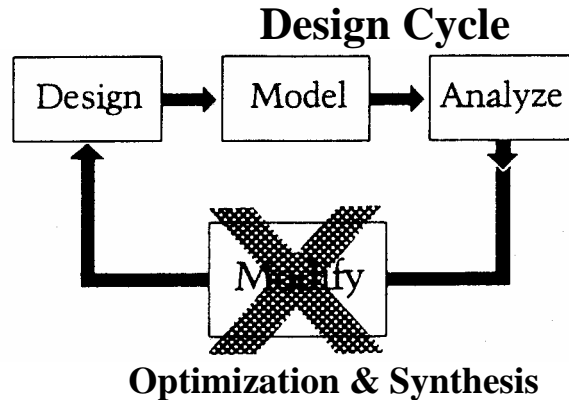 Design Cycle
Design
Model
Analyze
Modify
Optimization & Synthesis